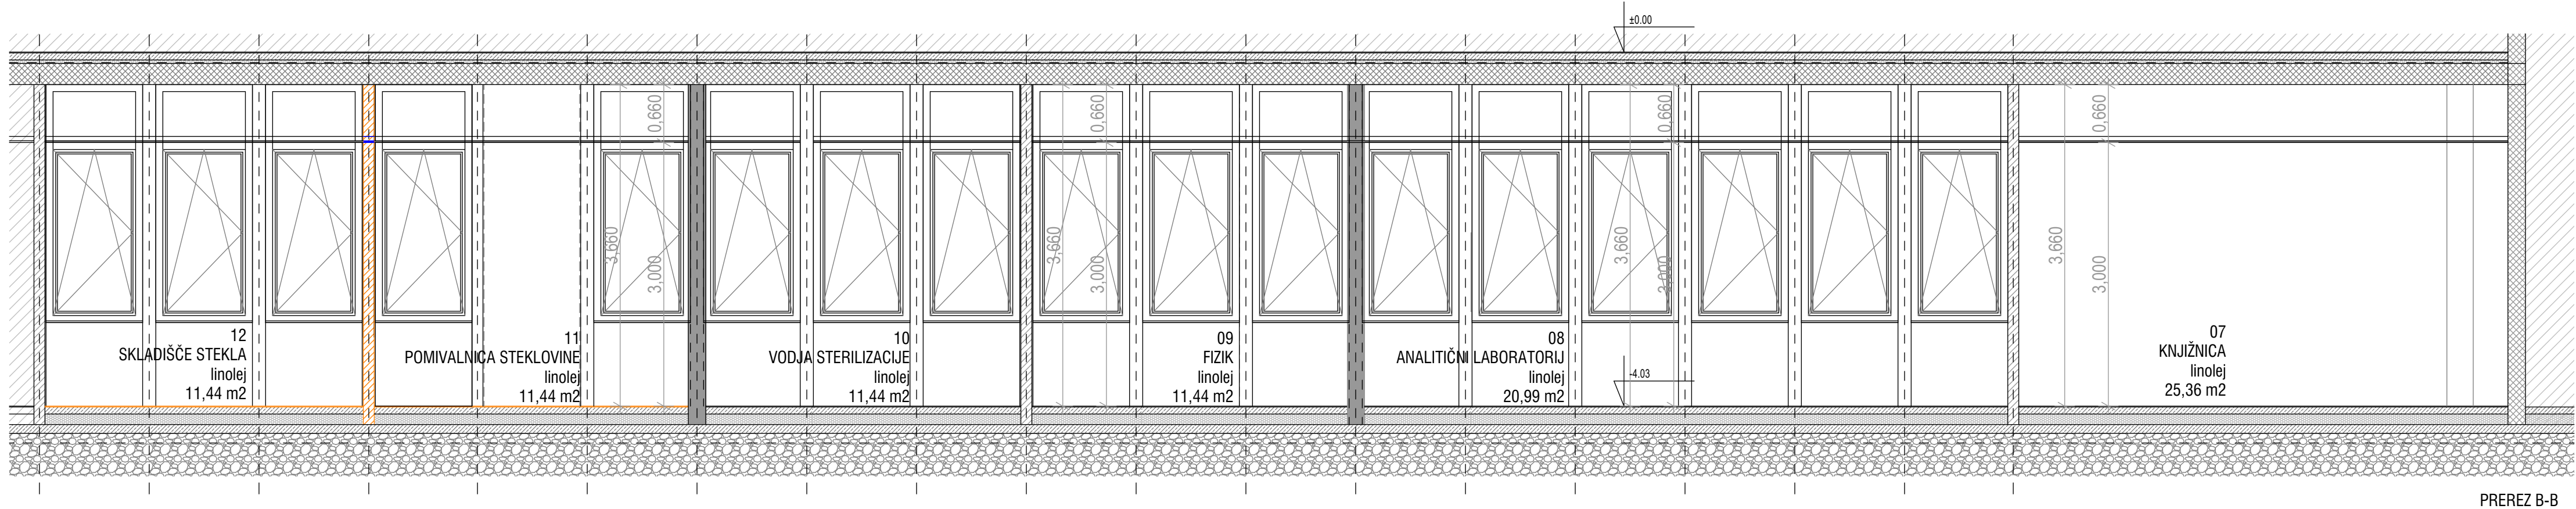 ±0.00
0,660
0,660
0,660
0,660
3,660
3,000
3,660
3,000
3,660
3,000
3,660
3,000
12
SKLADIŠČE STEKLA
linolej
11,44 m2
11
POMIVALNICA STEKLOVINE
linolej
11,44 m2
10
VODJA STERILIZACIJE
linolej
11,44 m2
09
FIZIK
linolej
11,44 m2
08
ANALITIČNI LABORATORIJ
linolej
20,99 m2
-4.03
07
KNJIŽNICA
linolej
25,36 m2
PREREZ B-B